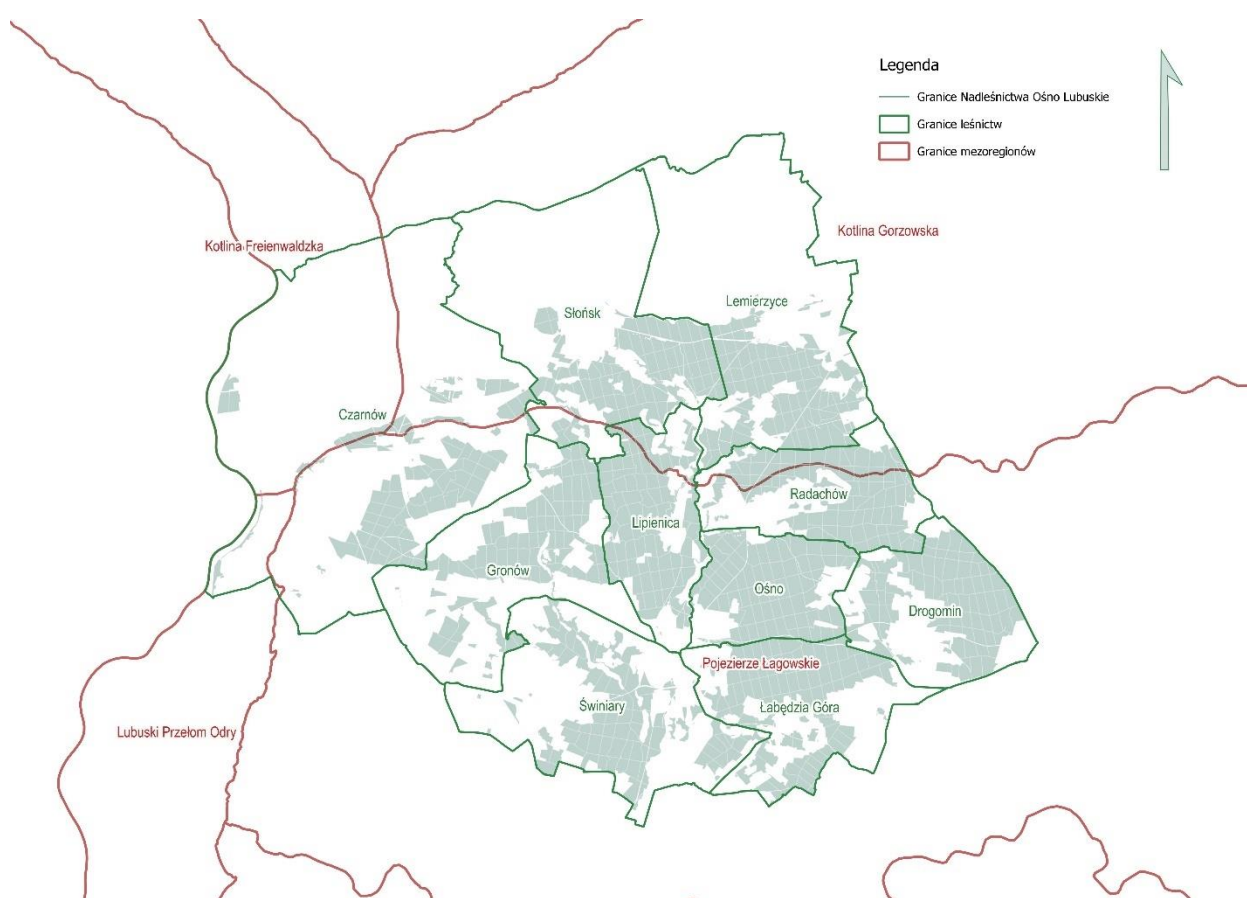 Legenda
Granice Nadleśnictwa Ośno Lubuskie
Granice leśnictw
Granice mezoregionów
Kotlina Gorzowska
Kotlina Freienwaldzka
Lemierzyce
Słońsk
Czarnów
Radachów
Lipienica
Gronów
Ośno
Drogomin
Pojezierze Łagowskie
Świniary
Łabędzia Góra
Lubuski Przełom Odry